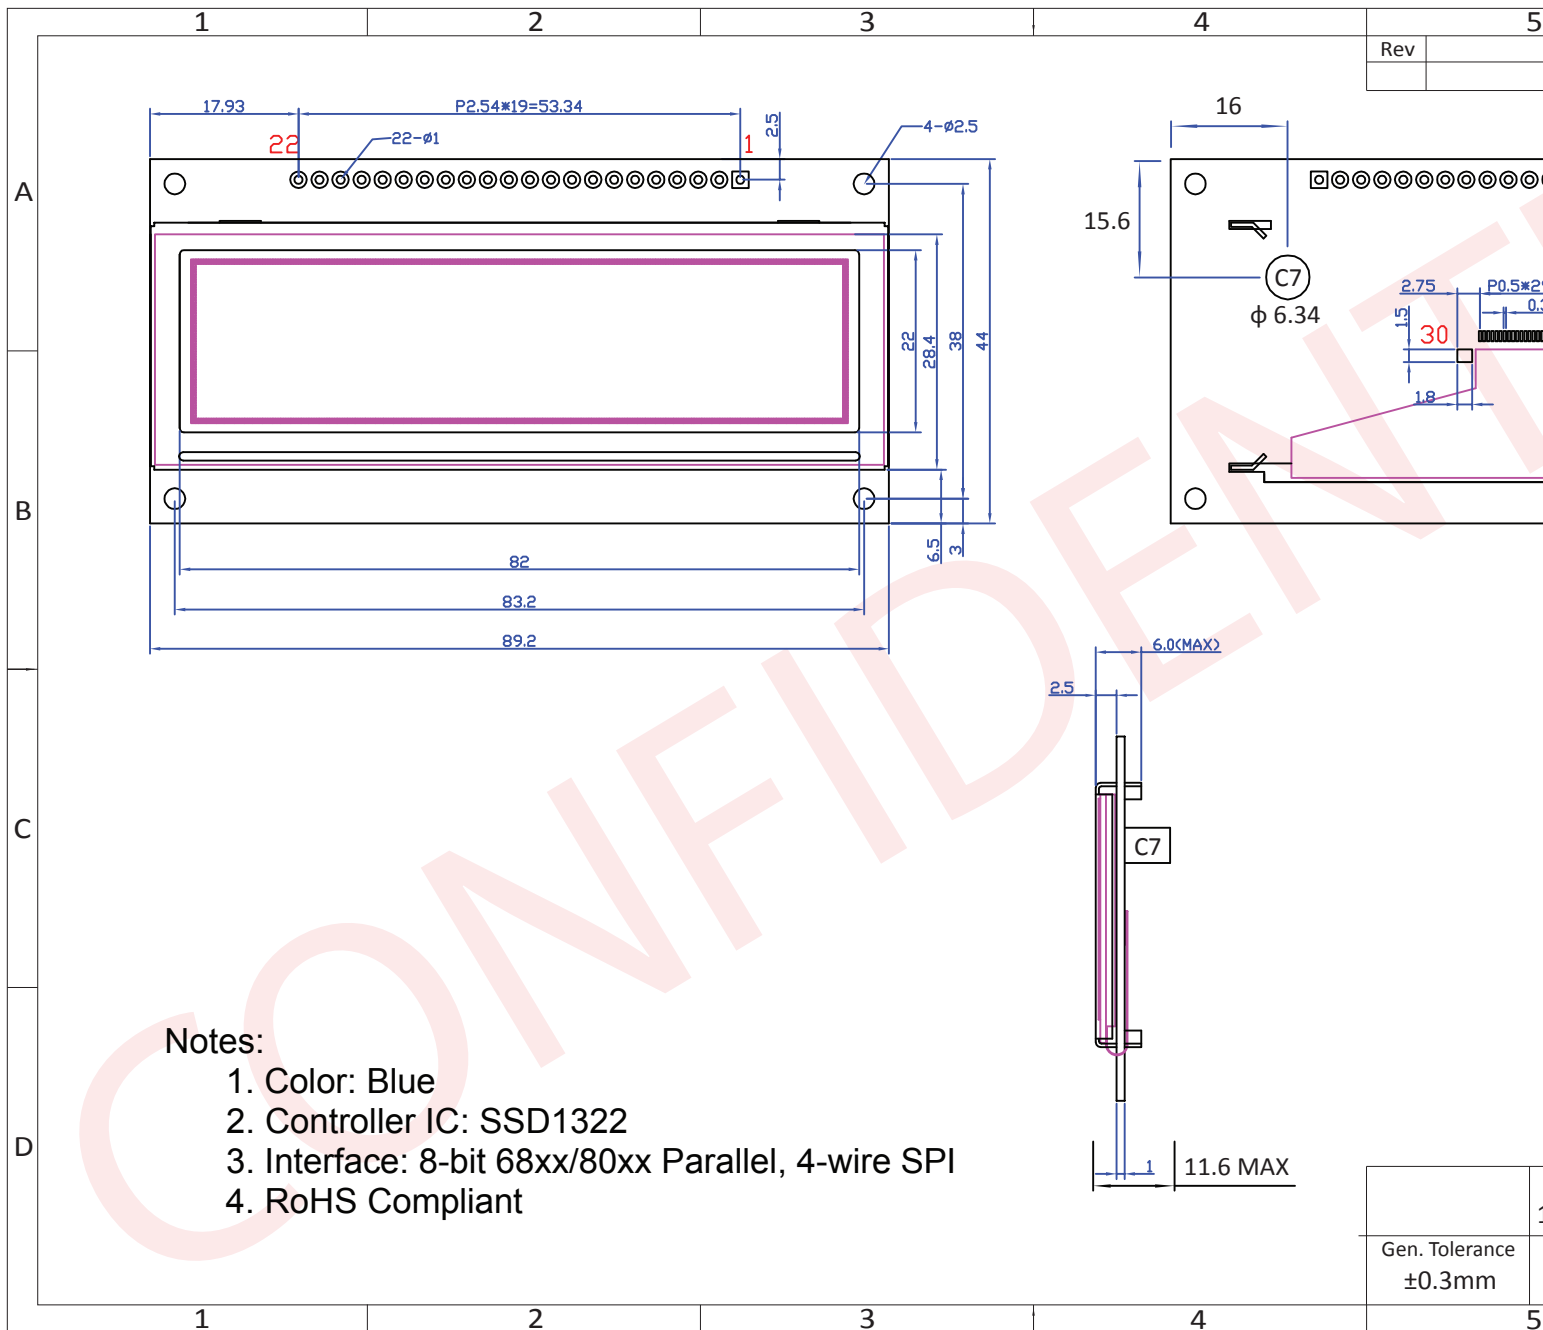 1 2 3 4 5
Rev
17.93
P2.54*19=53.34
2.5
22
22-ø1
1
4-ø2.5
16
A
15.6
C7
ϕ 6.34
2.75
P0.5*2
0.3
1.5
30
1.8
22
28.4
38
44
B
6.5
3
82
83.2
89.2
6.0(MAX)
2.5
C
C7
Notes:
1. Color: Blue
2. Controller IC: SSD1322
3. Interface: 8-bit 68xx/80xx Parallel, 4-wire SPI
4. RoHS Compliant
D
1
11.6 MAX
Gen. Tolerance
±0.3mm
1 2 3 4 5
CONFIDENT